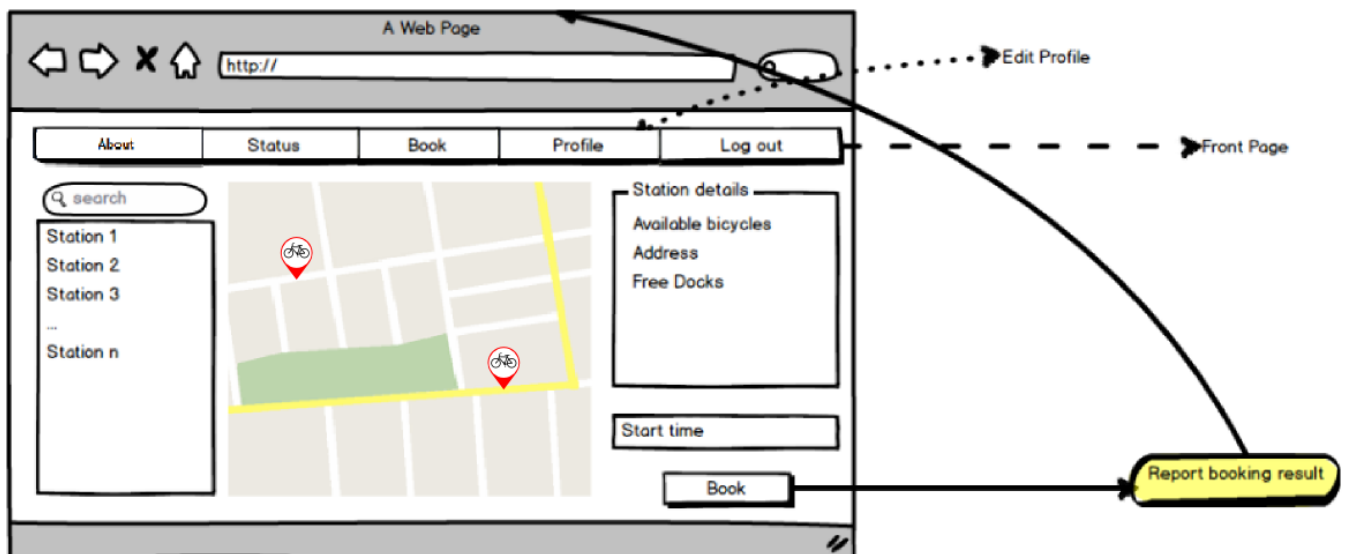 A Web Page
http://
Edit Profile
About
Status
Book
Profile
Log out
Front Page
search
Station 1
Station 2
Station 3
...
Station n
Station details
Available bicycles
Address
Free Docks
Start time
Book
Report booking result